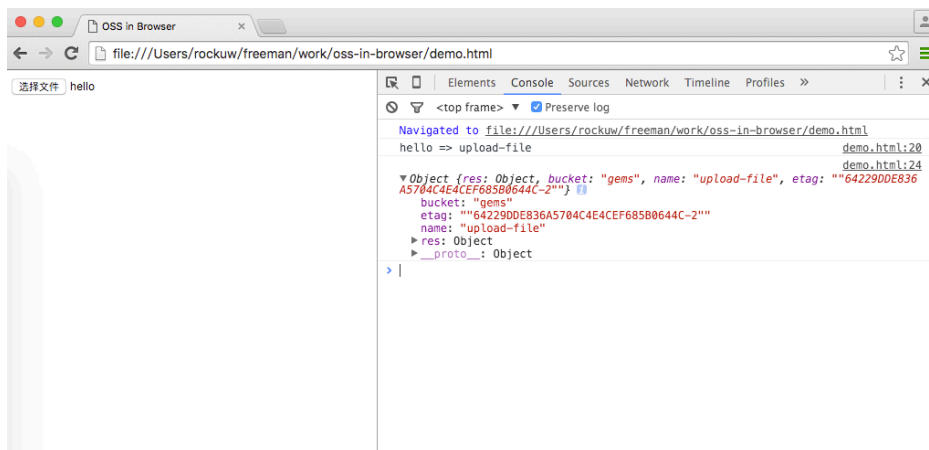 OSS in Browser
file:///Users/rockuw/freeman/work/oss-in-browser/demo.html
选择文件 hello
Elements Console Sources Network Timeline Profiles »
<top frame> ▼ Preserve log
Navigated to file:///Users/rockuw/freeman/work/oss-in-browser/demo.html
hello => upload-file demo.html:20
demo.html:24
▼Object {res: Object, bucket: "gems", name: "upload-file", etag: ""64229DDE836
A5704C4E4CEF685B0644C-2""}
bucket: "gems"
etag: ""64229DDE836A5704C4E4CEF685B0644C-2""
name: "upload-file"
▶res: Object
▶__proto__: Object
>